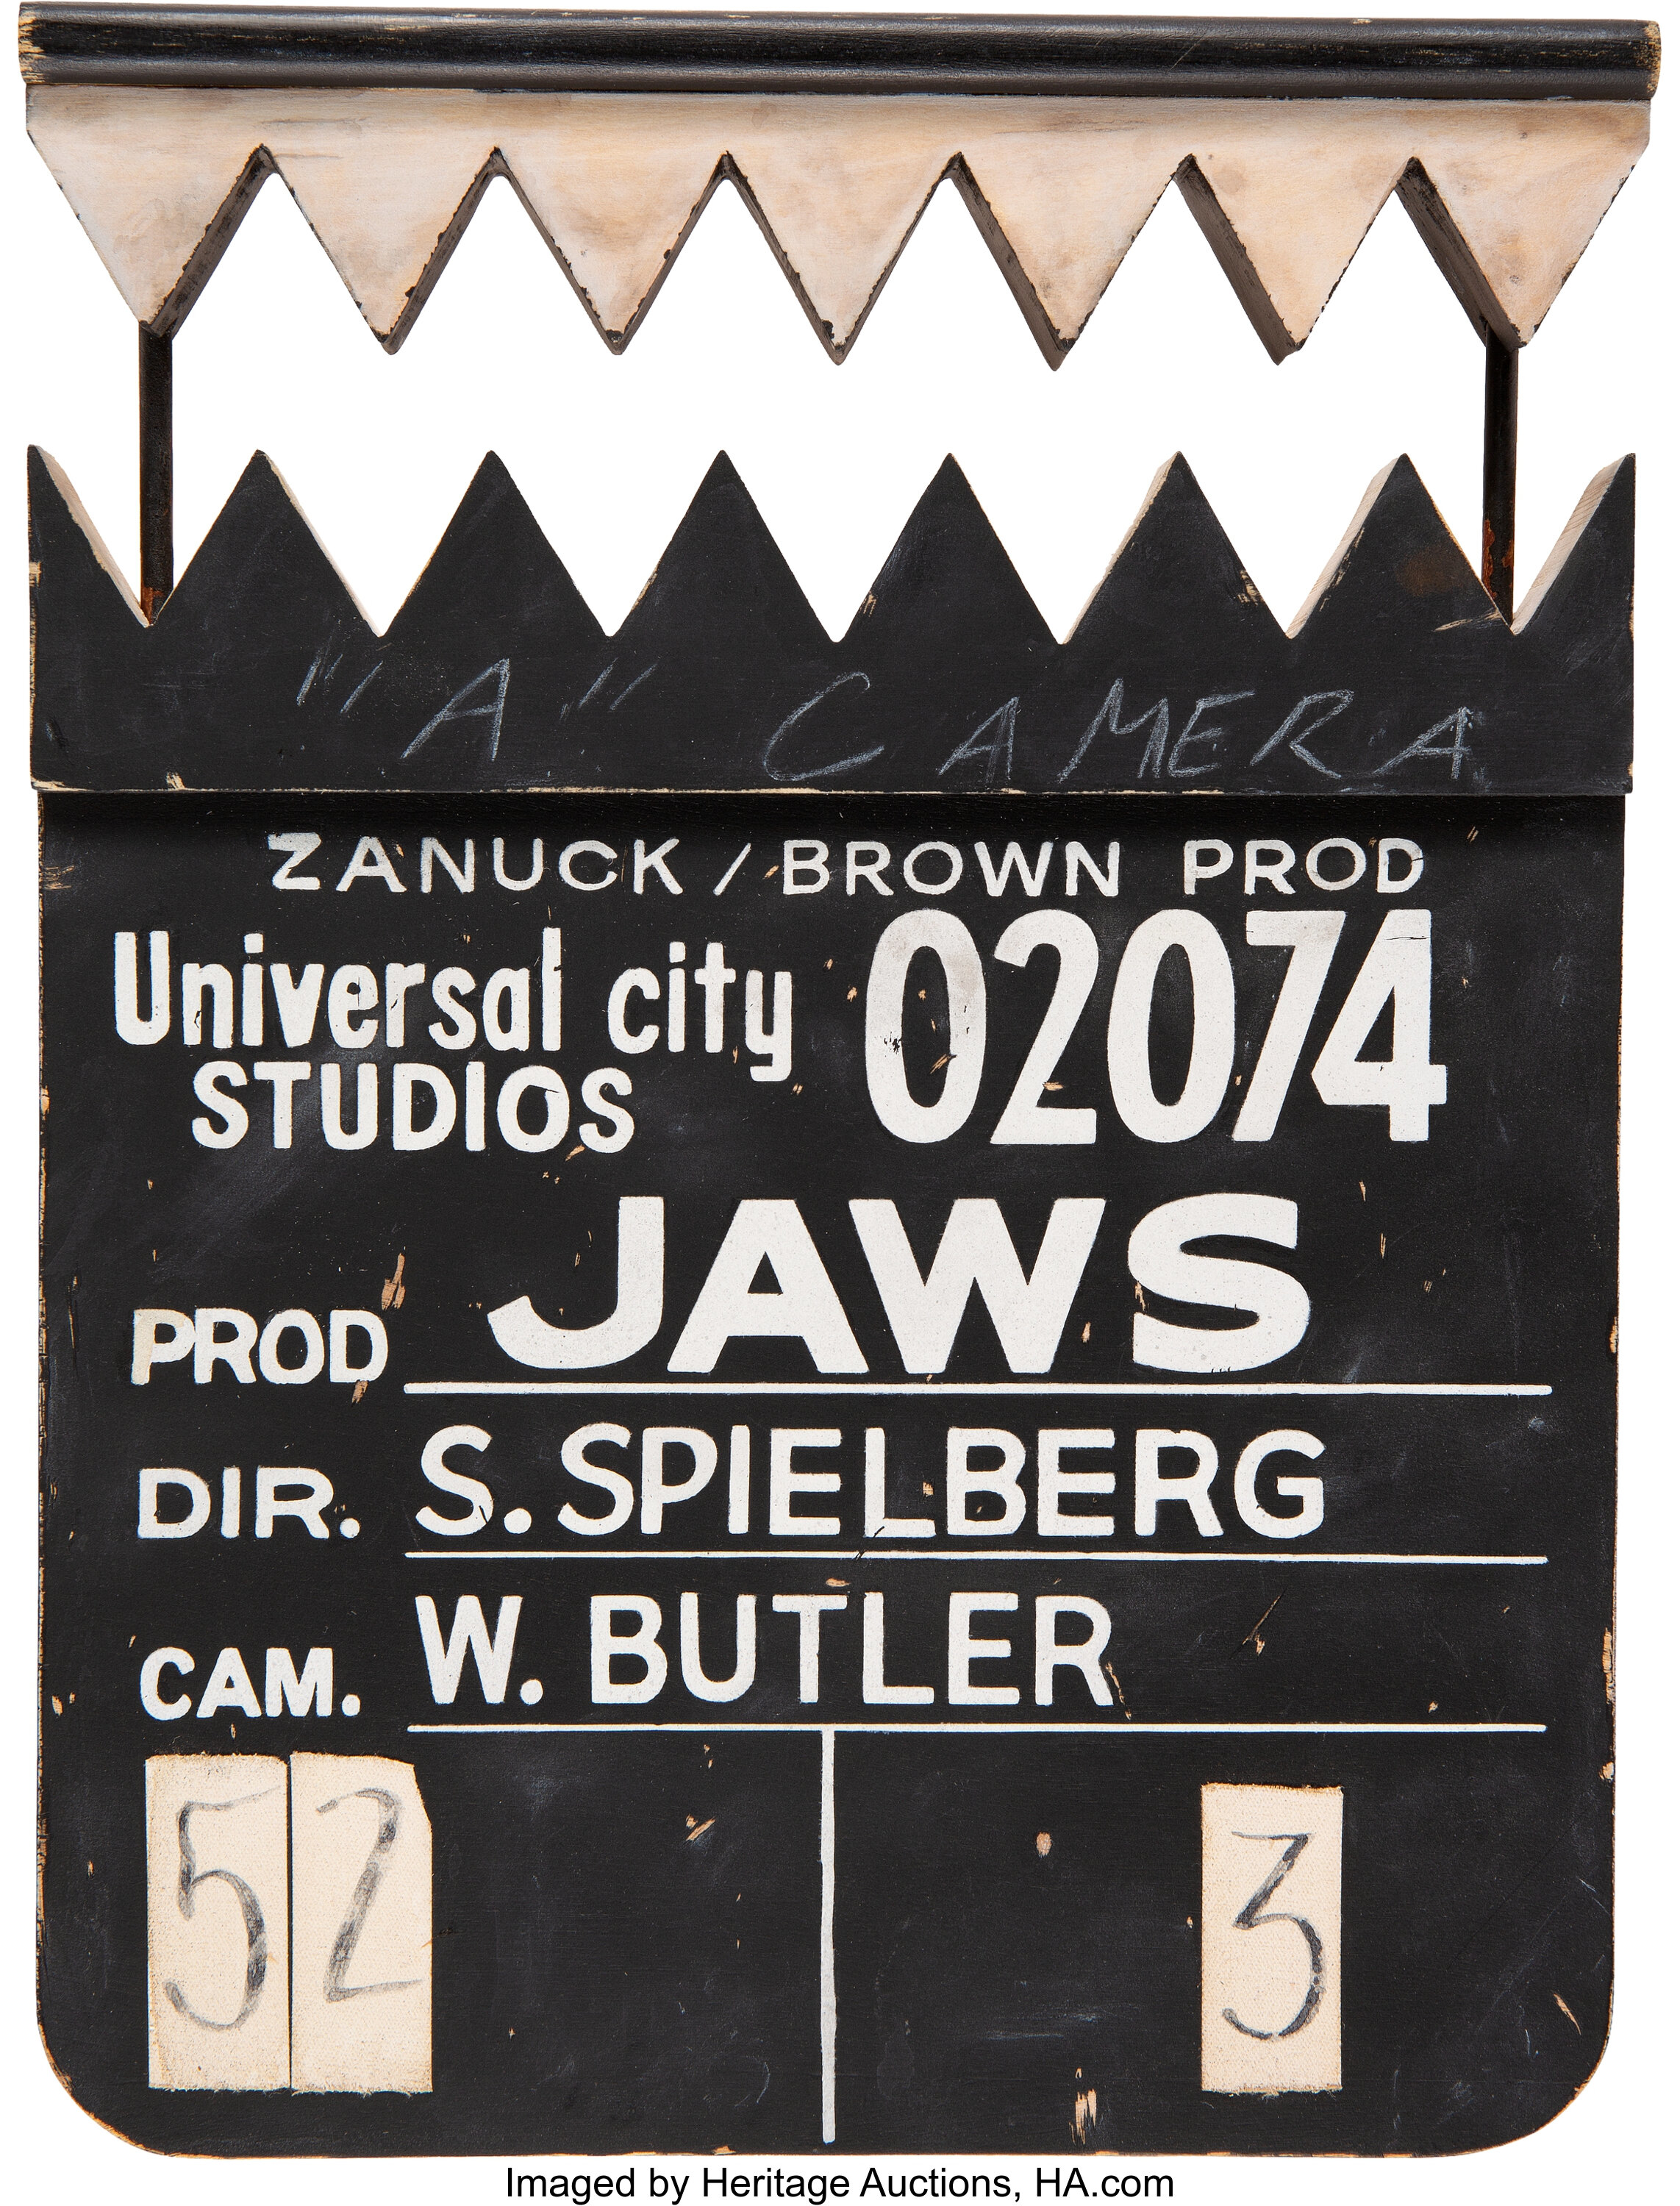 "A" CAMERA
ZANUCK / BROWN PROD
Universal city 02074
STUDIOS
PROD JAWS
DIR. S. SPIELBERG
CAM. W. BUTLER
52 3
Imaged by Heritage Auctions, HA.com